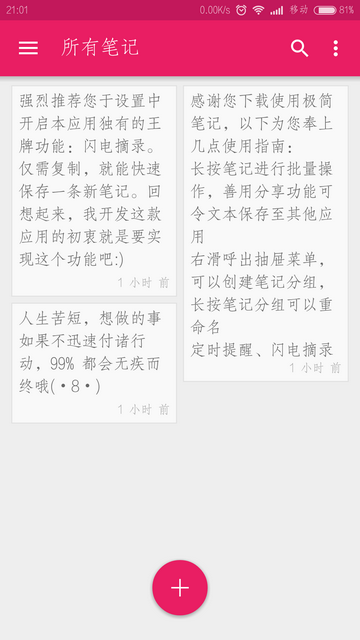 21:01
0.00K/s
移动
81%
所有笔记
强烈推荐您于设置中
开启本应用独有的王
牌功能：闪电摘录。
仅需复制，就能快速
保存一条新笔记。回
想起来，我开发这款
应用的初衷就是要实
现这个功能吧:)
1 小时 前
人生苦短，想做的事
如果不迅速付诸行
动，99% 都会无疾而
终哦(•8•)
1 小时 前
感谢您下载使用极简
笔记，以下为您奉上
几点使用指南：
长按笔记进行批量操
作，善用分享功能可
令文本保存至其他应
用
右滑呼出抽屉菜单，
可以创建笔记分组，
长按笔记分组可以重
命名
定时提醒、闪电摘录
1 小时 前